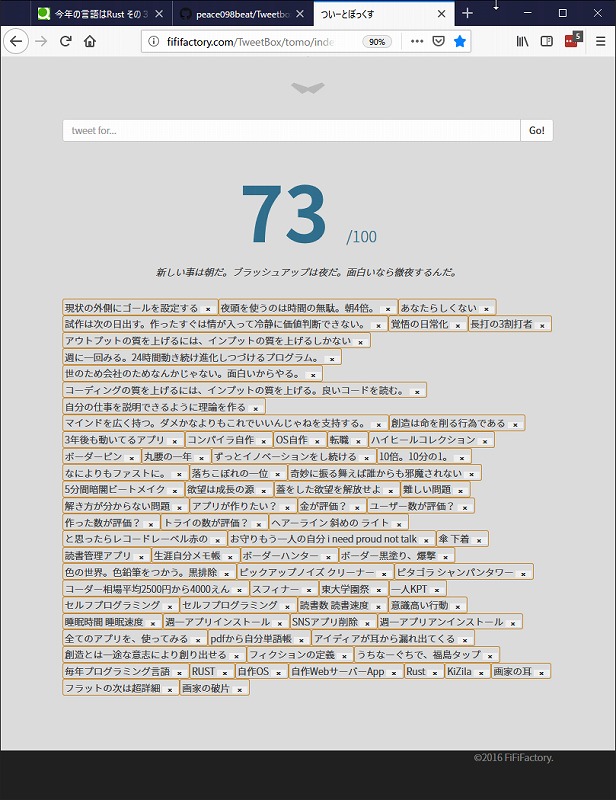 今年の言語はRust その3
peace098beat/Tweetbo
ついーとぼっくす
fififactory.com/TweetBox/tomo/inde
90%
5
tweet for... Go!
73 /100
新しい事は朝だ。ブラッシュアップは夜だ。面白いなら徹夜するんだ。
現状の外側にゴールを設定する × 夜頭を使うのは時間の無駄。朝4倍。 × あなたらしくない ×
試作は次の日出す。作ったすぐは情が入って冷静に価値判断できない。 × 覚悟の日常化 × 長打の3割打者 ×
アウトプットの質を上げるには、インプットの質を上げるしかない ×
週に一回みる。24時間動き続け進化しつづけるプログラム。 ×
世のため会社のためなんかじゃない。面白いからやる。 ×
コーディングの質を上げるには、インプットの質を上げる。良いコードを読む。 ×
自分の仕事を説明できるように理論を作る ×
マインドを広く持つ。ダメかなよりもこれでいいんじゃねを支持する。 × 創造は命を削る行為である ×
3年後も動いてるアプリ × コンパイラ自作 × OS自作 × 転職 × ハイヒールコレクション ×
ボーダーピン × 丸腰の一年 × ずっとイノベーションをし続ける × 10倍。10分の1。 ×
なによりもファストに。 × 落ちこぼれの一位 × 奇妙に振る舞えば誰からも邪魔されない ×
5分間暗闇ビートメイク × 欲望は成長の源 × 蓋をした欲望を解放せよ × 難しい問題 ×
解き方が分からない問題 × アプリが作りたい？ × 金が評価？ × ユーザー数が評価？ ×
作った数が評価？ × トライの数が評価？ × ヘアーライン 斜めの ライト ×
と思ったらレコードレーベル赤の × お守りもう一人の自分 i need proud not talk × 傘 下着 ×
読書管理アプリ × 生涯自分メモ帳 × ボーダーハンター × ボーダー黒塗り、爆撃 ×
色の世界。色鉛筆をつかう。黒排除 × ピックアップノイズ クリーナー × ピタゴラ シャンパンタワー ×
コーダー相場平均2500円から4000えん × スフィナー × 東大学園祭 × 一人KPT ×
セルフプログラミング × セルフプログラミング × 読書数 読書速度 × 意識高い行動 ×
睡眠時間 睡眠速度 × 週一アプリインストール × SNSアプリ削除 × 週一アプリアンインストール ×
全てのアプリを、使ってみる × pdfから自分単語帳 × アイディアが耳から漏れ出てくる ×
創造とは一途な意志により創り出せる × フィクションの定義 × うちなーぐちで、福島タップ ×
毎年プログラミング言語 × RUST × 自作OS × 自作WebサーバーApp × Rust × KiZila × 画家の耳 ×
フラットの次は超詳細 × 画家の破片 ×
©2016 FiFiFactory.